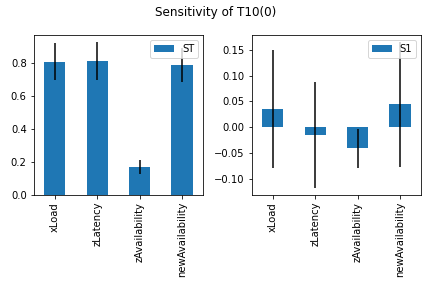 Sensitivity of T10(0)
ST
0.8
0.6
0.4
0.2
0.0
xLoad
zLatency
zAvailability
newAvailability
S1
0.15
0.10
0.05
0.00
−0.05
−0.10
xLoad
zLatency
zAvailability
newAvailability